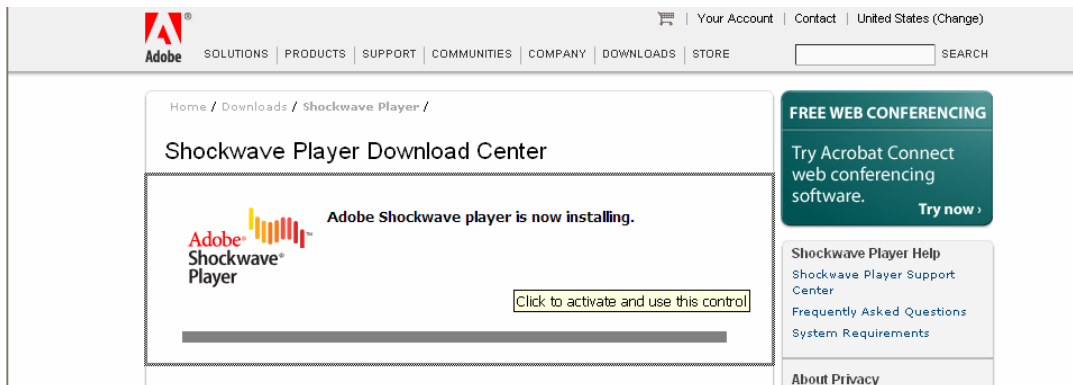 Your Account | Contact | United States (Change)
Adobe
SOLUTIONS | PRODUCTS | SUPPORT | COMMUNITIES | COMPANY | DOWNLOADS | STORE
SEARCH
Home / Downloads / Shockwave Player /
Shockwave Player Download Center
Adobe Shockwave player is now installing.
Adobe®
Shockwave®
Player
Click to activate and use this control
FREE WEB CONFERENCING
Try Acrobat Connect
web conferencing
software.
Try now ›
Shockwave Player Help
Shockwave Player Support
Center
Frequently Asked Questions
System Requirements
About Privacy